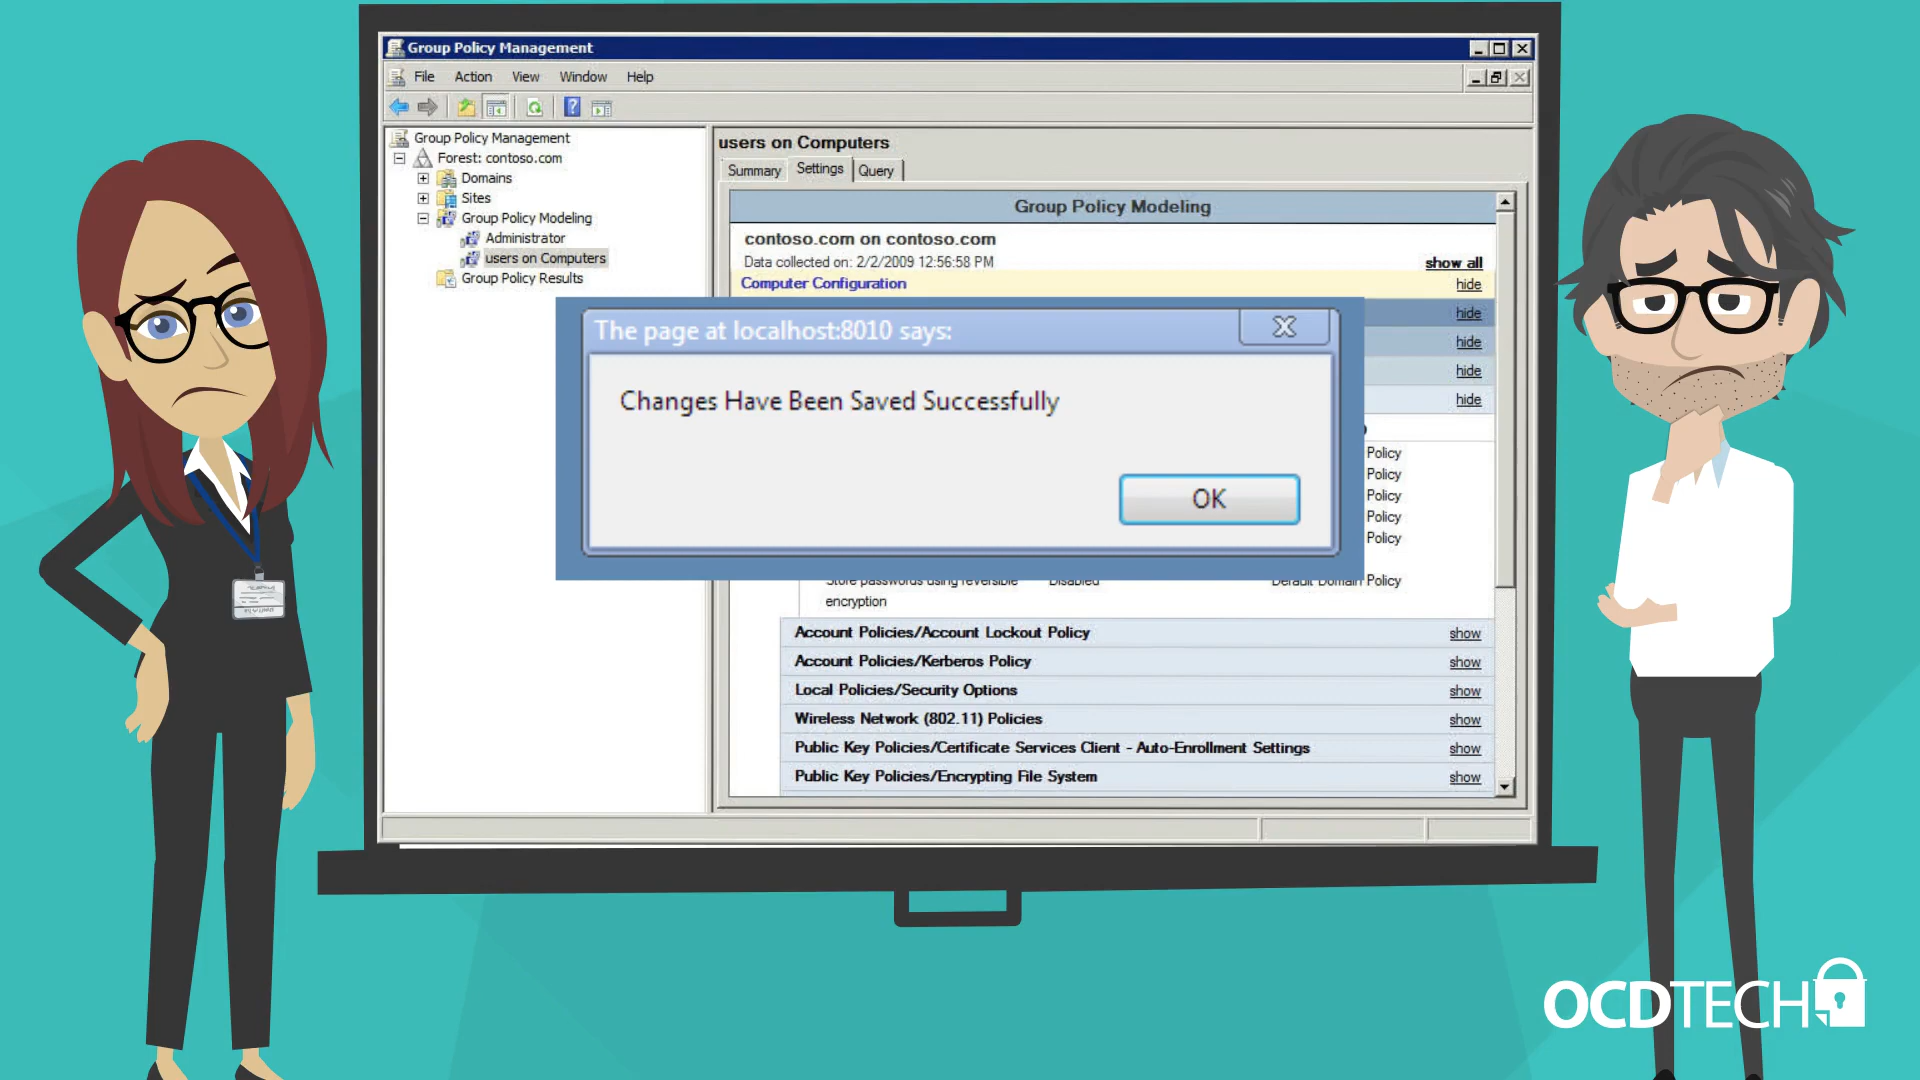 Group Policy Management
File Action View Window Help
Group Policy Management
Forest: contoso.com
Domains
Sites
Group Policy Modeling
Administrator
users on Computers
Group Policy Results
users on Computers
Summary Settings Query
Group Policy Modeling
contoso.com on contoso.com
Data collected on: 2/2/2009 12:56:58 PM
show all
Computer Configuration hide
hide
hide
hide
hide
The page at localhost:8010 says:
Changes Have Been Saved Successfully
OK
Policy
Policy
Policy
Policy
Policy
Store passwords using reversible Disabled Default Domain Policy
encryption
Account Policies/Account Lockout Policy show
Account Policies/Kerberos Policy show
Local Policies/Security Options show
Wireless Network (802.11) Policies show
Public Key Policies/Certificate Services Client - Auto-Enrollment Settings show
Public Key Policies/Encrypting File System show
OCDTECH